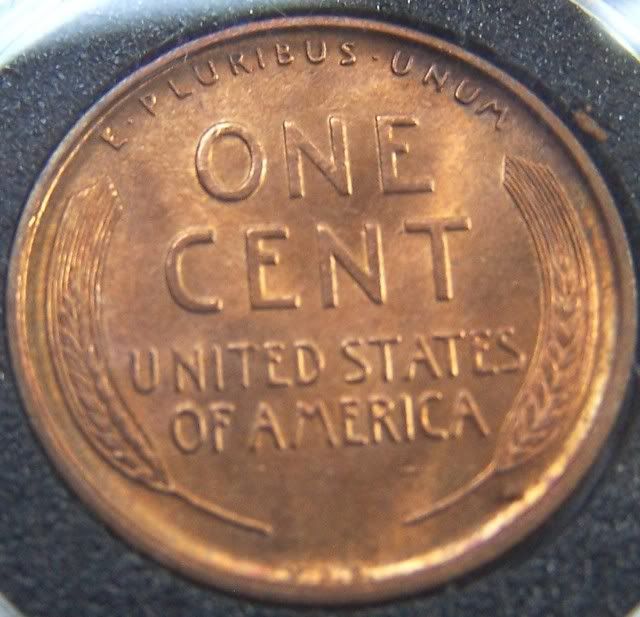 E · PLURIBUS · UNUM
ONE
CENT
UNITED STATES
OF AMERICA